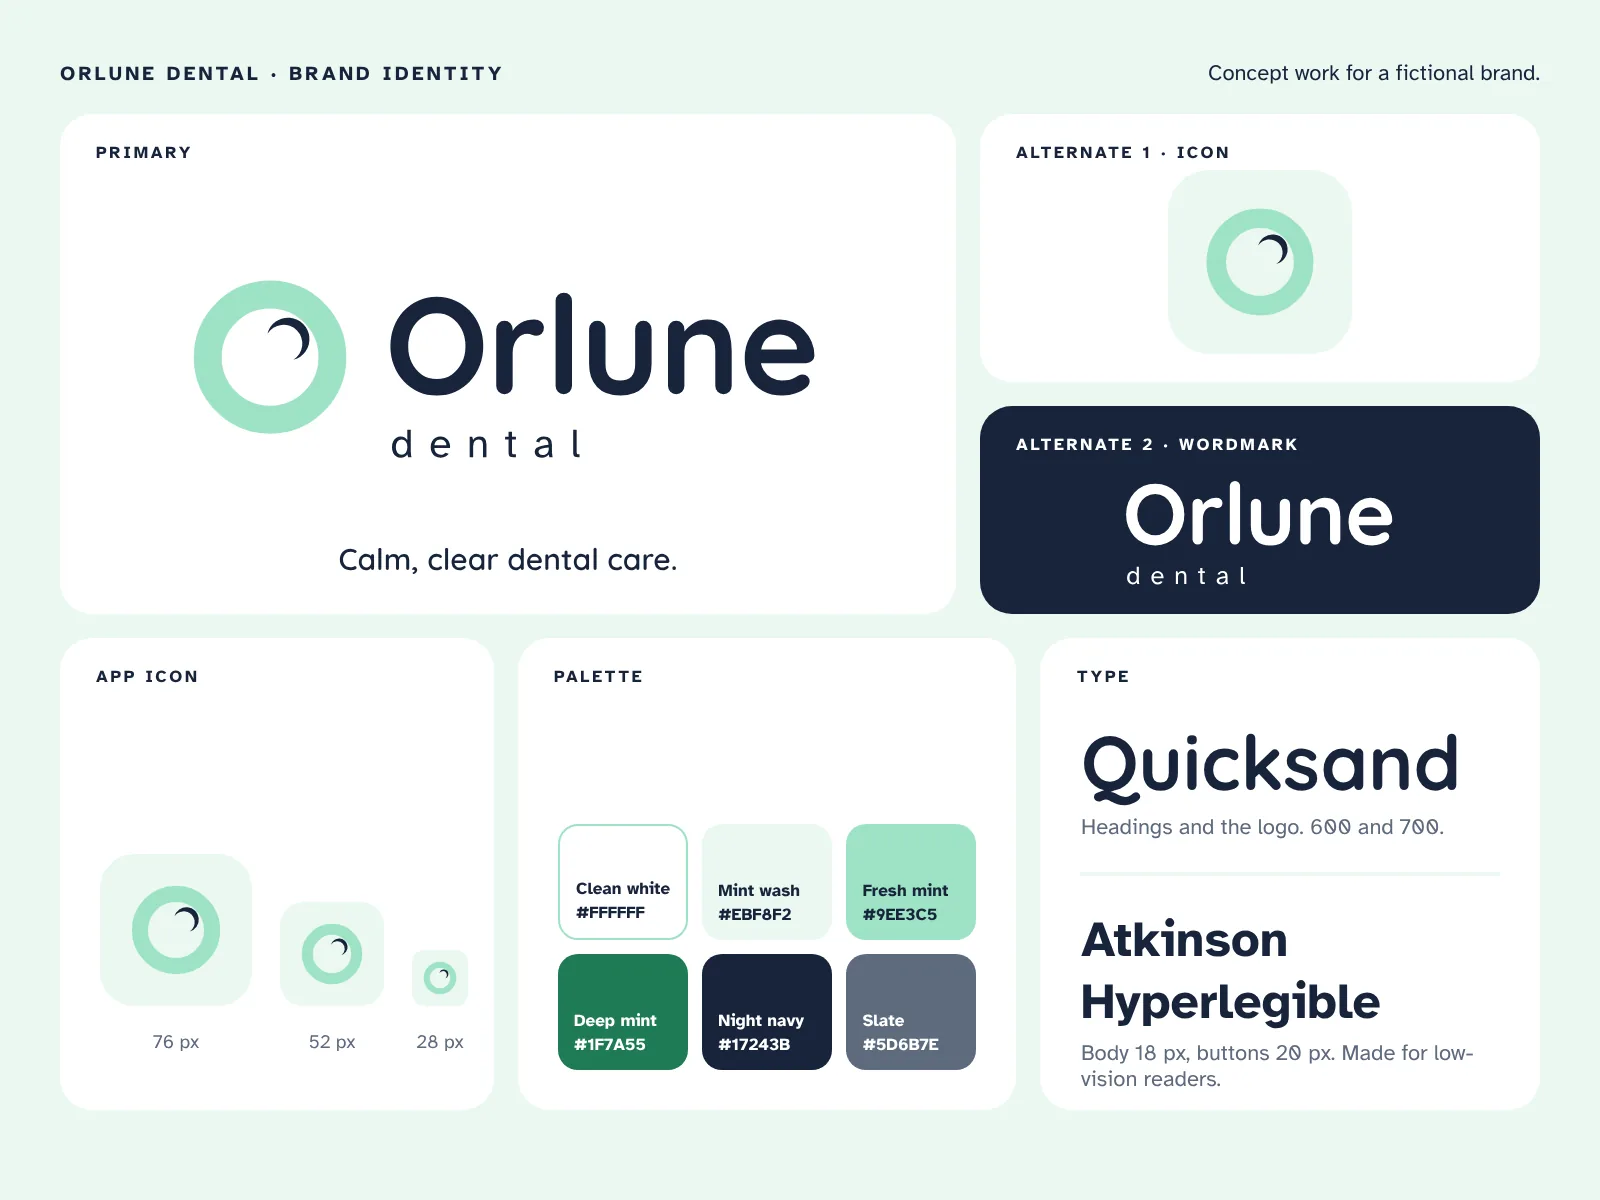 ORLUNE DENTAL · BRAND IDENTITY
Concept work for a fictional brand.
PRIMARY
Orlune
dental
Calm, clear dental care.
ALTERNATE 1 · ICON
ALTERNATE 2 · WORDMARK
Orlune
dental
APP ICON
76 px
52 px
28 px
PALETTE
Clean white
#FFFFFF
Mint wash
#EBF8F2
Fresh mint
#9EE3C5
Deep mint
#1F7A55
Night navy
#17243B
Slate
#5D6B7E
TYPE
Quicksand
Headings and the logo. 600 and 700.
Atkinson
Hyperlegible
Body 18 px, buttons 20 px. Made for low-
vision readers.